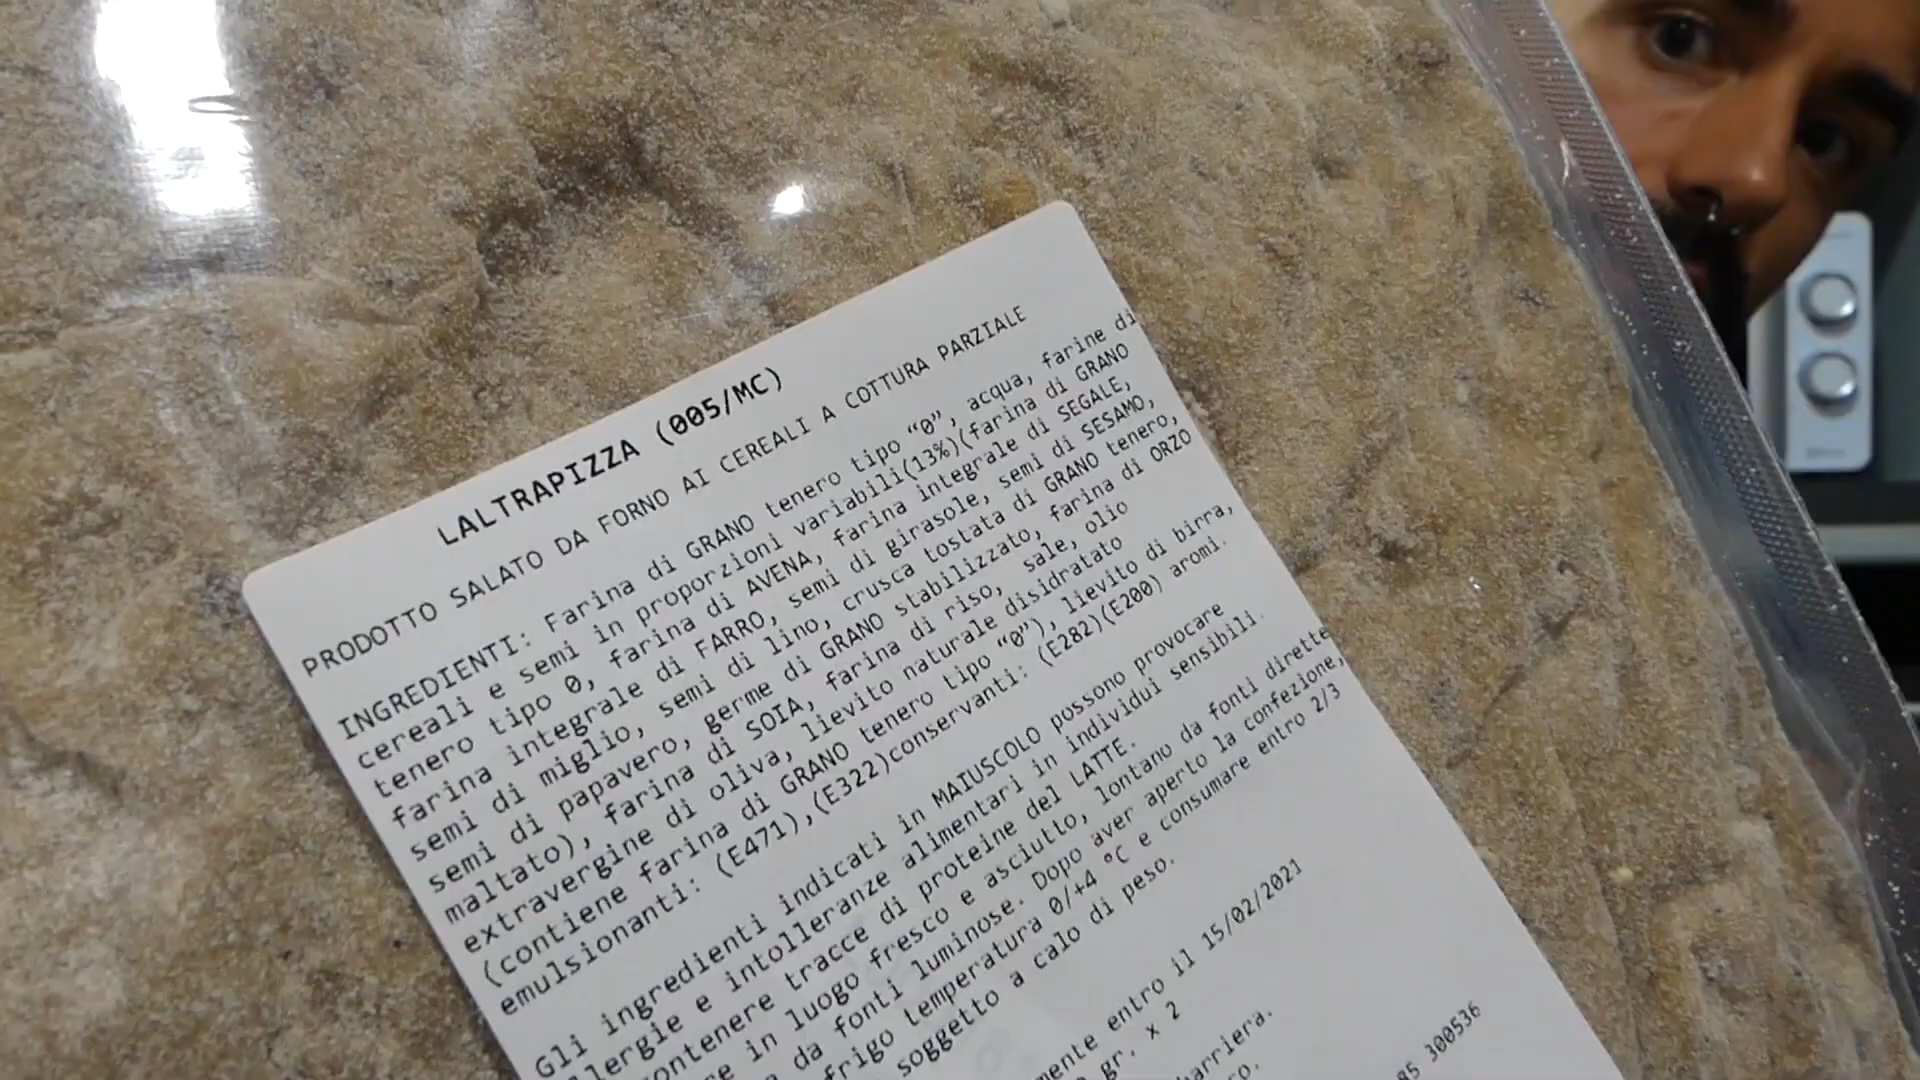 LALTRAPIZZA (005/MC)
PRODOTTO SALATO DA FORNO AI CEREALI A COTTURA PARZIALE
INGREDIENTI: Farina di GRANO tenero tipo “0”, acqua, farine di
cereali e semi in proporzioni variabili(13%)(farina di GRANO
tenero tipo 0, farina di AVENA, farina integrale di SEGALE,
farina integrale di FARRO, semi di girasole, semi di SESAMO,
semi di miglio, semi di lino, crusca tostata di GRANO tenero,
semi di papavero, germe di GRANO stabilizzato, farina di ORZO
maltato), farina di SOIA, farina di riso, sale, olio
extravergine di oliva, lievito naturale disidratato
(contiene farina di GRANO tenero tipo “0”), lievito di birra,
emulsionanti: (E471),(E322)conservanti: (E282)(E200) aromi.
Gli ingredienti indicati in MAIUSCOLO possono provocare
allergie e intolleranze alimentari in individui sensibili.
contenere tracce di proteine del LATTE.
in luogo fresco e asciutto, lontano da fonti dirette
da fonti luminose. Dopo aver aperto la confezione,
frigo temperatura 0/+4 °C e consumare entro 2/3
soggetto a calo di peso.
entro il 15/02/2021
gr. x 2
barriera.
300536